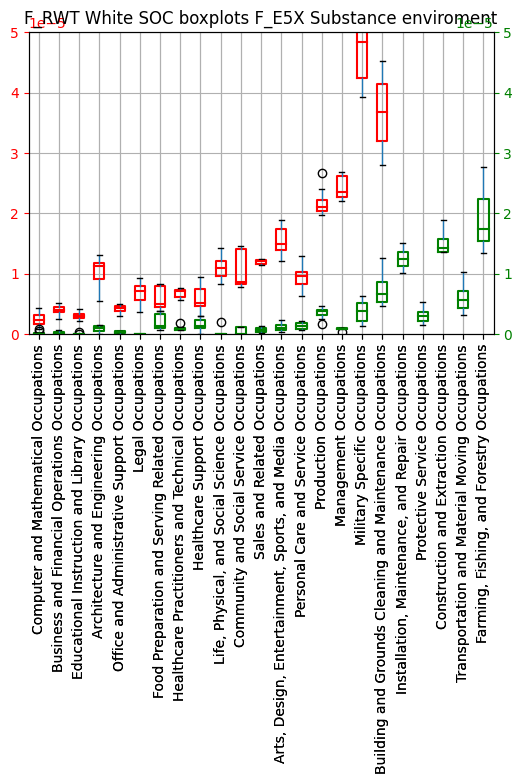 F_RWT White SOC boxplots F_E5X Substance enviroment
1e−5
1e−5
5
4
3
2
1
0
5
4
3
2
1
0
Computer and Mathematical Occupations
Business and Financial Operations Occupations
Educational Instruction and Library Occupations
Architecture and Engineering Occupations
Office and Administrative Support Occupations
Legal Occupations
Food Preparation and Serving Related Occupations
Healthcare Practitioners and Technical Occupations
Healthcare Support Occupations
Life, Physical, and Social Science Occupations
Community and Social Service Occupations
Sales and Related Occupations
Arts, Design, Entertainment, Sports, and Media Occupations
Personal Care and Service Occupations
Production Occupations
Management Occupations
Military Specific Occupations
Building and Grounds Cleaning and Maintenance Occupations
Installation, Maintenance, and Repair Occupations
Protective Service Occupations
Construction and Extraction Occupations
Transportation and Material Moving Occupations
Farming, Fishing, and Forestry Occupations